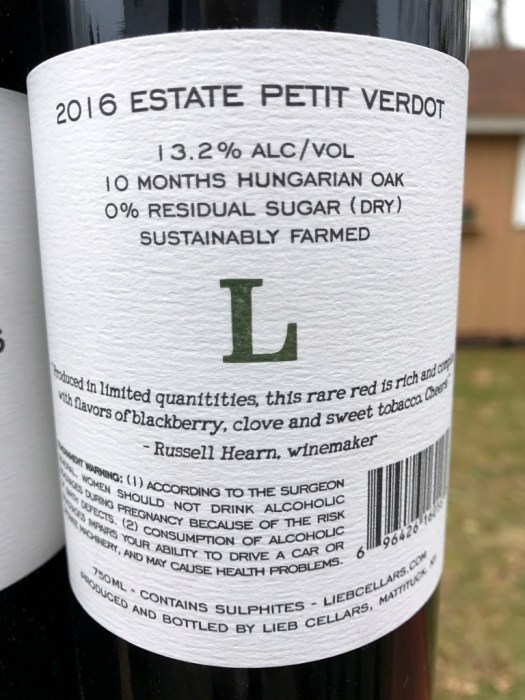 2016 ESTATE PETIT VERDOT
13.2% ALC/VOL
10 MONTHS HUNGARIAN OAK
0% RESIDUAL SUGAR (DRY)
SUSTAINABLY FARMED
L
Produced in limited quanitities, this rare red is rich and
with flavors of blackberry, clove and sweet tobacco. Cheers"
- Russell Hearn, winemaker
WARNING: (1) ACCORDING TO THE SURGEON
WOMEN SHOULD NOT DRINK ALCOHOLIC
DURING PREGNANCY BECAUSE OF THE RISK
DEFECTS. (2) CONSUMPTION OF ALCOHOLIC
IMPAIRS YOUR ABILITY TO DRIVE A CAR OR
MACHINERY, AND MAY CAUSE HEALTH PROBLEMS.
6 96426
750ML - CONTAINS SULPHITES - LIEBCELLARS.COM
PRODUCED AND BOTTLED BY LIEB CELLARS, MATTITUCK,